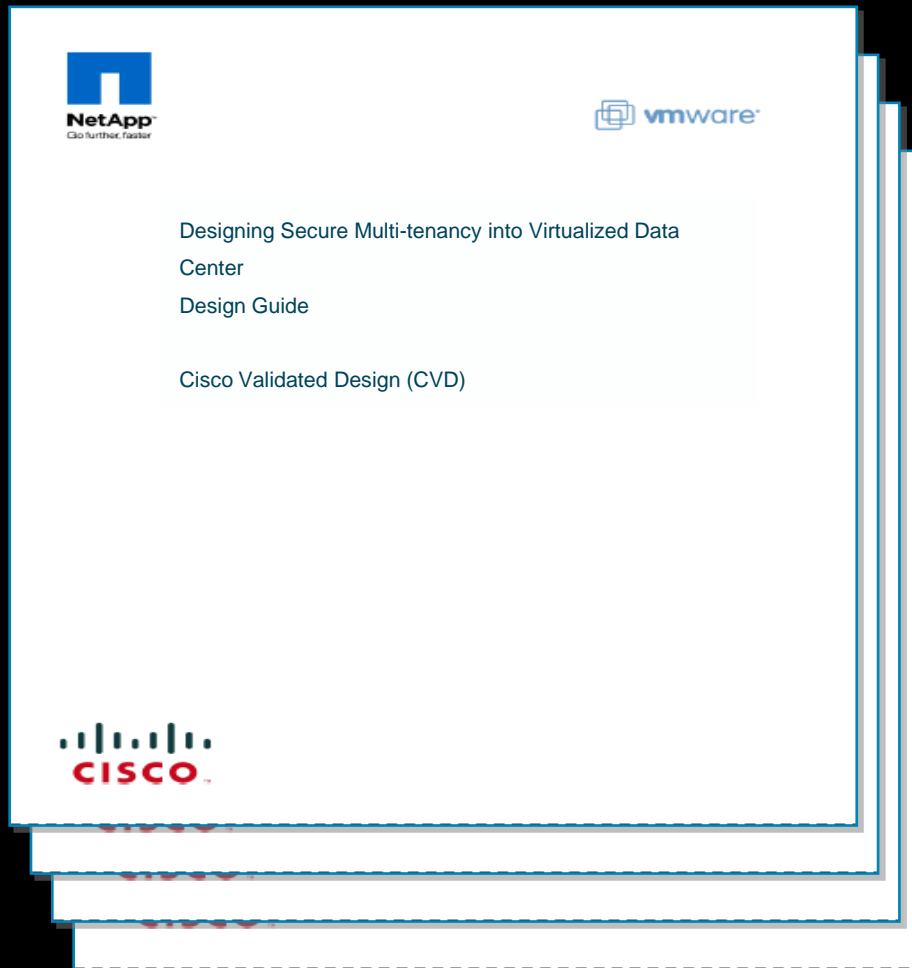 NetApp™
Go further, faster
vmware®
Designing Secure Multi-tenancy into Virtualized Data
Center
Design Guide
Cisco Validated Design (CVD)
CISCO